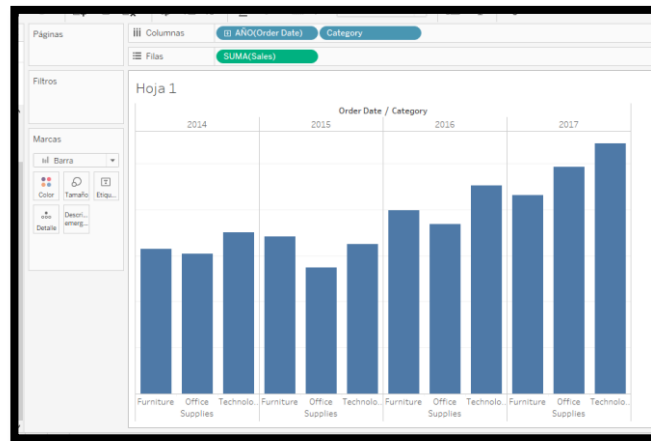 Páginas
Columnas
AÑO(Order Date)
Category
Filas
SUMA(Sales)
Filtros
Hoja 1
Order Date / Category
2014
2015
2016
2017
Marcas
Barra
Color
Tamaño
Etiqu..
Detalle
Descri...
emerg...
Furniture
Office
Supplies
Technolo..
Furniture
Office
Supplies
Technolo..
Furniture
Office
Supplies
Technolo..
Furniture
Office
Supplies
Technolo..